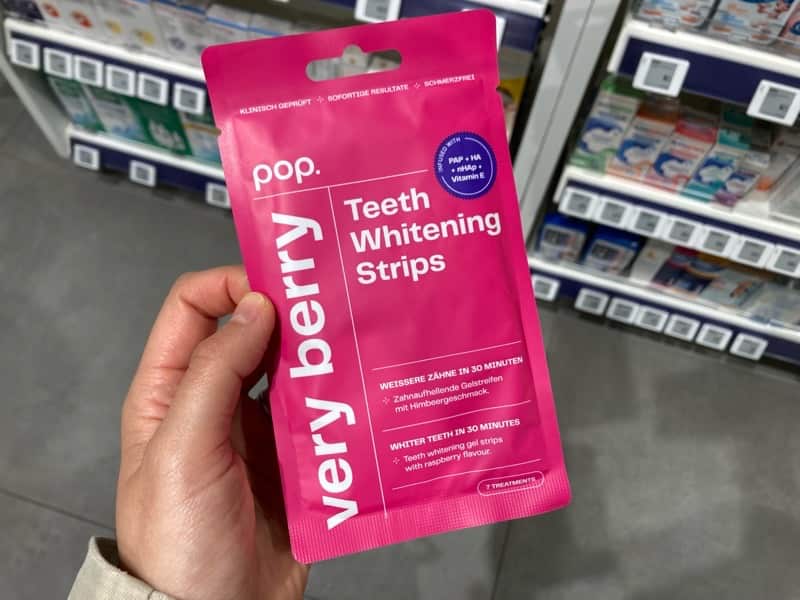 KLINISCH GEPRÜFT ⊹ SOFORTIGE RESULTATE ⊹ SCHMERZFREI
pop.
INFUSED WITH
PAP + HA
+ nHAp +
Vitamin E
very berry
Teeth
Whitening
Strips
WEISSERE ZÄHNE IN 30 MINUTEN
Zahnaufhellende Gelstreifen
mit Himbeergeschmack.
WHITER TEETH IN 30 MINUTES
Teeth whitening gel strips
with raspberry flavour.
7 TREATMENTS